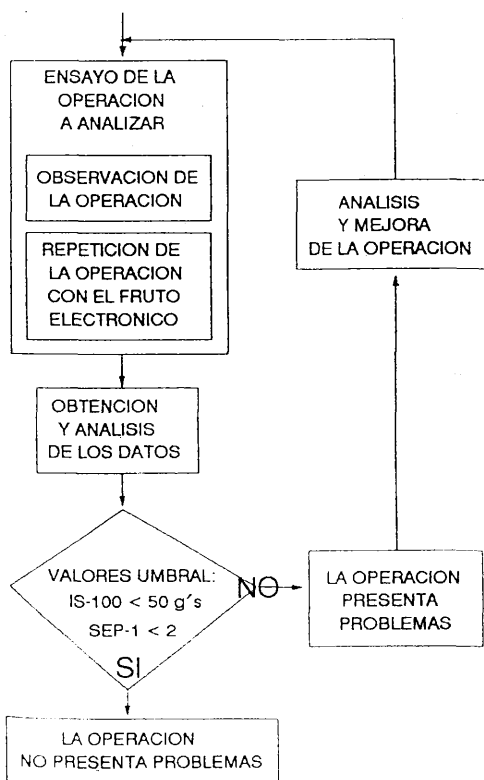 ENSAYO DE LA
OPERACION
A ANALIZAR
OBSERVACION DE
LA OPERACION
REPETICION DE
LA OPERACION
CON EL FRUTO
ELECTRONICO
OBTENCION
Y ANALISIS
DE LOS DATOS
VALORES UMBRAL:
IS-100 < 50 g's
SEP-1 < 2
NO
SI
LA OPERACION
NO PRESENTA PROBLEMAS
LA OPERACION
PRESENTA
PROBLEMAS
ANALISIS
Y MEJORA
DE LA OPERACION